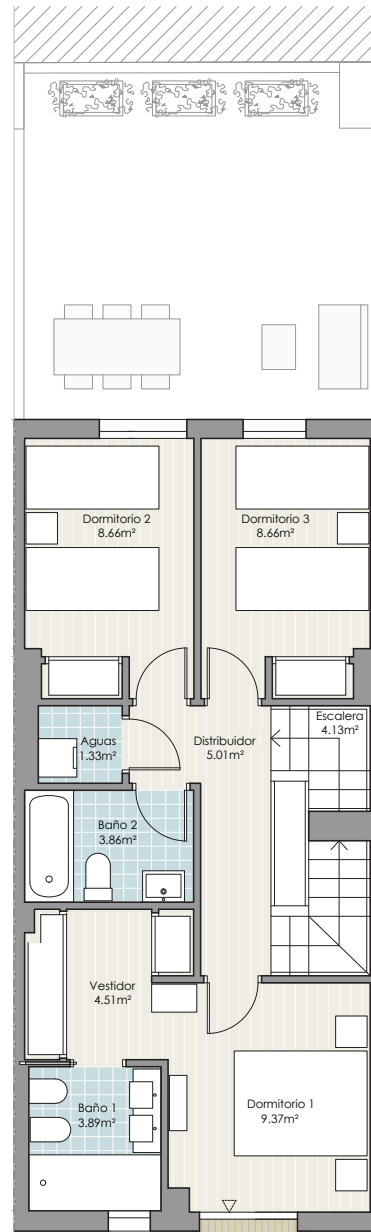 Dormitorio 2
8.66m²
Dormitorio 3
8.66m²
Escalera
4.13m²
Aguas
1.33m²
Distribuidor
5.01m²
Baño 2
3.86m²
Vestidor
4.51m²
Baño 1
3.89m²
Dormitorio 1
9.37m²